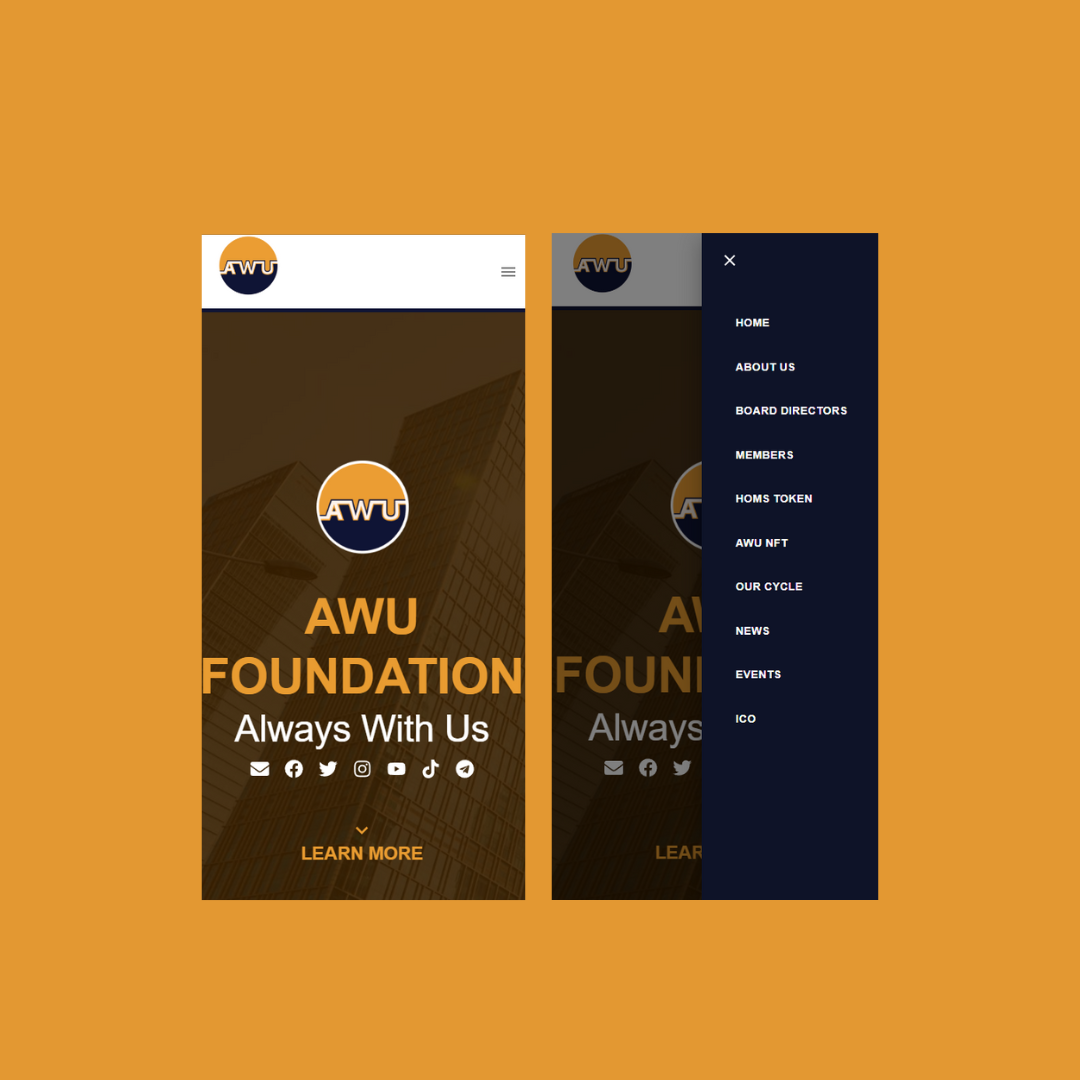 AWU
AWU
AWU
FOUNDATION
Always With Us
LEARN MORE
AWU
A
AW
FOUN
Always
LEAR
HOME
ABOUT US
BOARD DIRECTORS
MEMBERS
HOMS TOKEN
AWU NFT
OUR CYCLE
NEWS
EVENTS
ICO